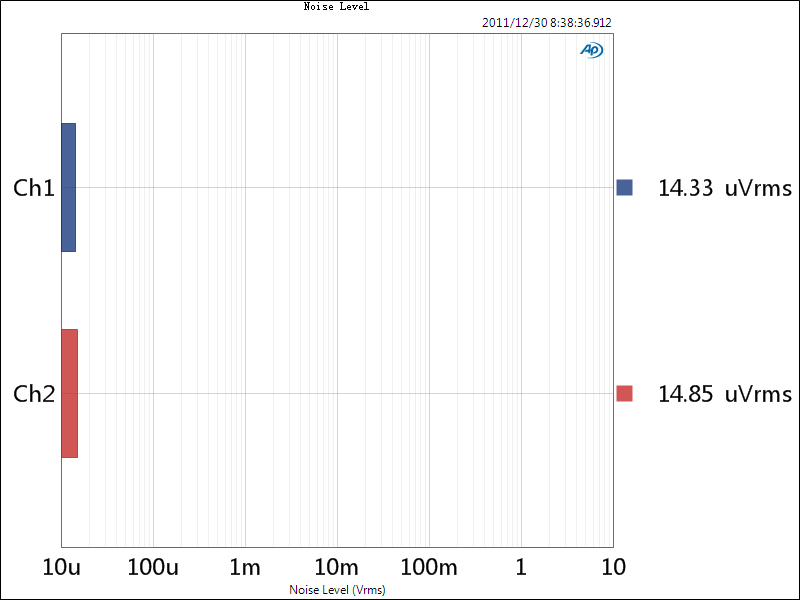 Noise Level
2011/12/30 8:38:36.912
AP
Ch1
14.33 uVrms
Ch2
14.85 uVrms
10u 100u 1m 10m 100m 1 10
Noise Level (Vrms)